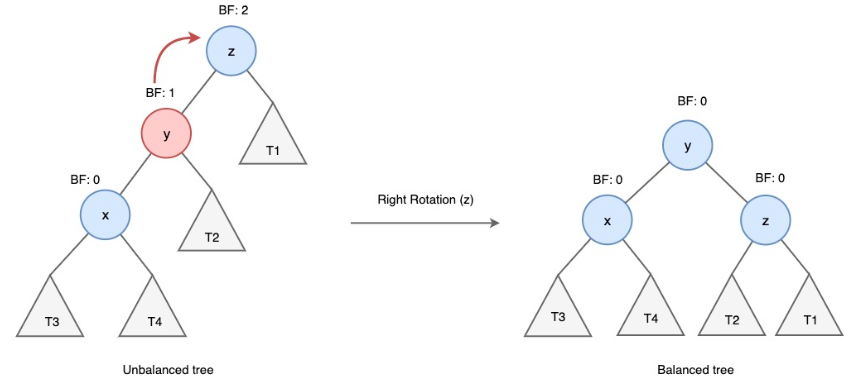 BF: 2
z
BF: 1
y
T1
BF: 0
x
T2
T3
T4
Unbalanced tree
Right Rotation (z)
BF: 0
y
BF: 0
BF: 0
x
z
T3
T4
T2
T1
Balanced tree